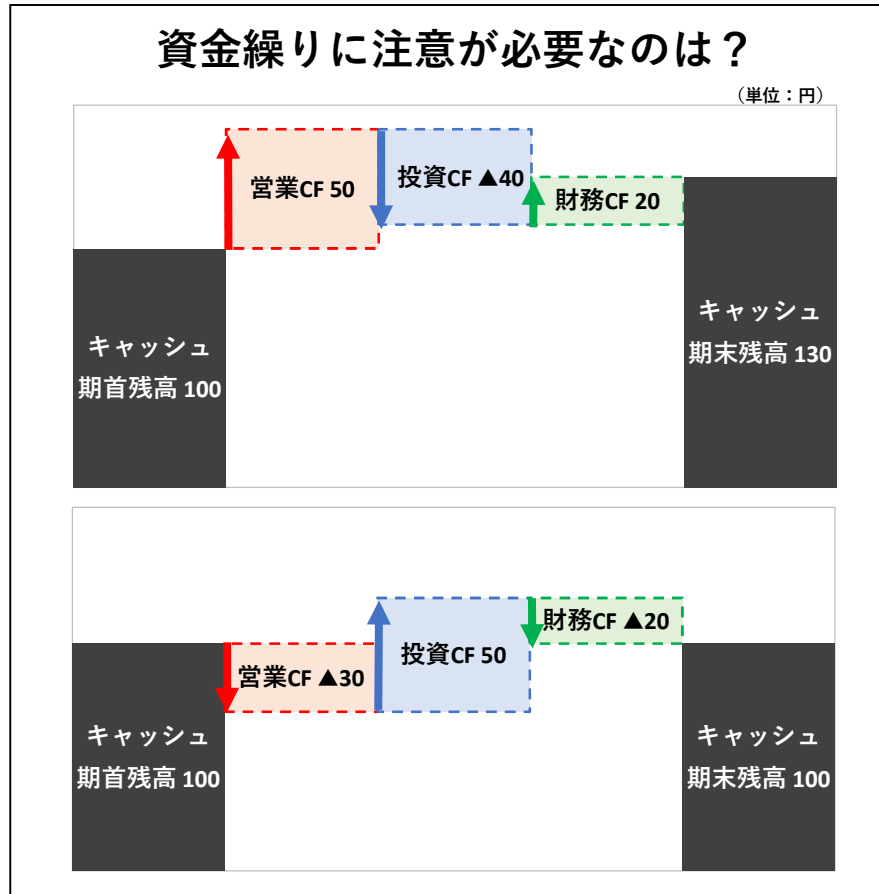 資金繰りに注意が必要なのは？
（単位：円）
営業CF 50
投資CF ▲40
財務CF 20
キャッシュ
期首残高 100
キャッシュ
期末残高 130
営業CF ▲30
投資CF 50
財務CF ▲20
キャッシュ
期首残高 100
キャッシュ
期末残高 100